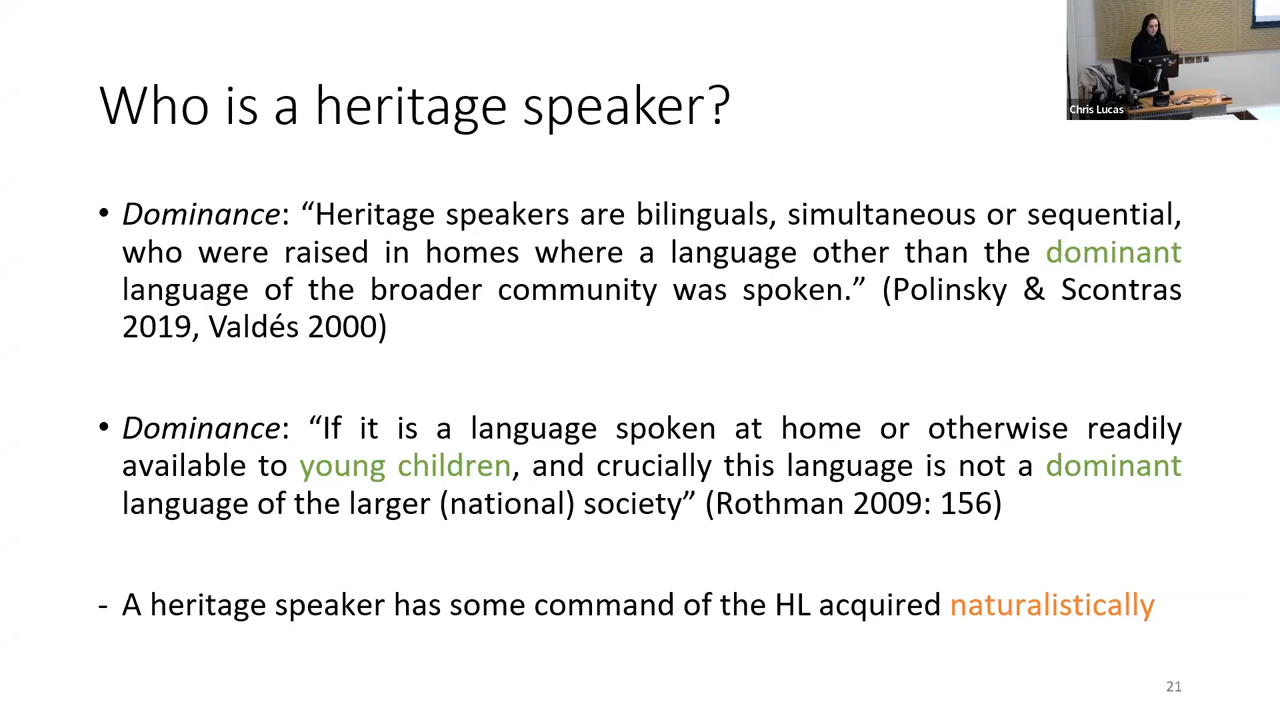 Chris Lucas
Who is a heritage speaker?
• Dominance: “Heritage speakers are bilinguals, simultaneous or sequential,
who were raised in homes where a language other than the dominant
language of the broader community was spoken.” (Polinsky & Scontras
2019, Valdés 2000)
• Dominance: “If it is a language spoken at home or otherwise readily
available to young children, and crucially this language is not a dominant
language of the larger (national) society” (Rothman 2009: 156)
- A heritage speaker has some command of the HL acquired naturalistically
21